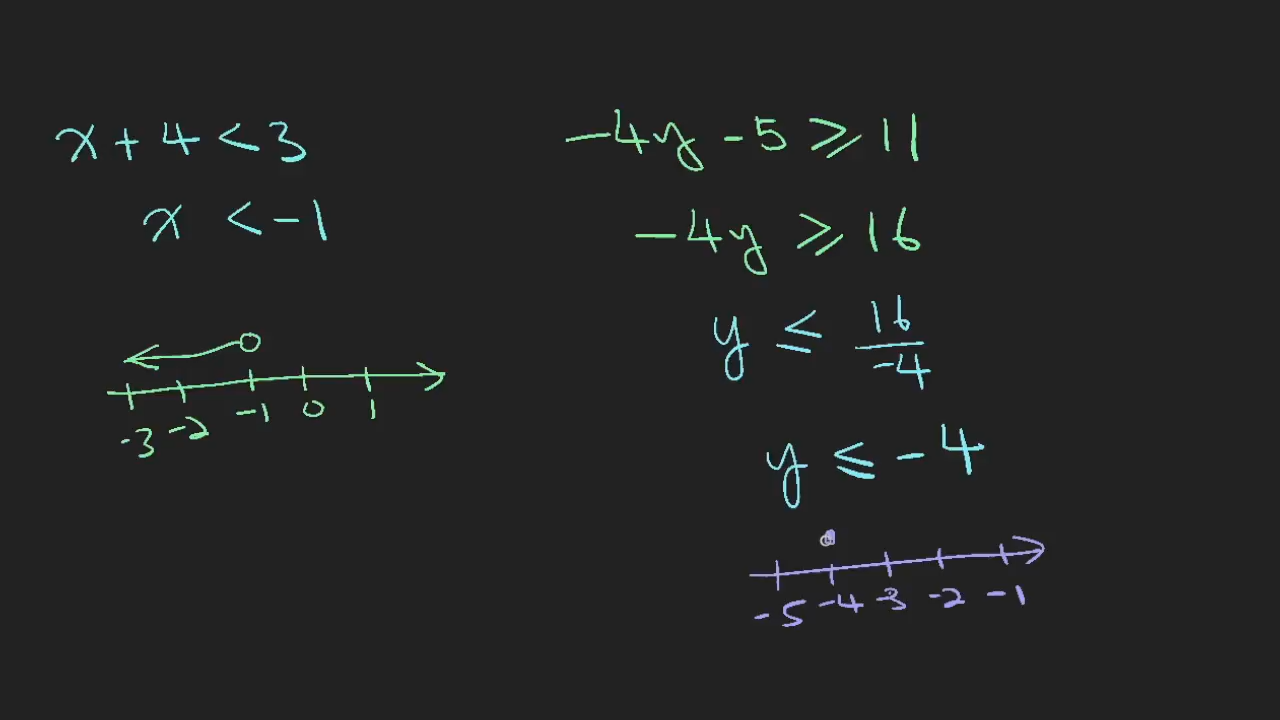 x + 4 < 3
x < -1
-3 -2 -1 0 1
-4y - 5 ⩾ 11
-4y ⩾ 16
y ≤ 16/-4
y ≤ -4
-5 -4 -3 -2 -1